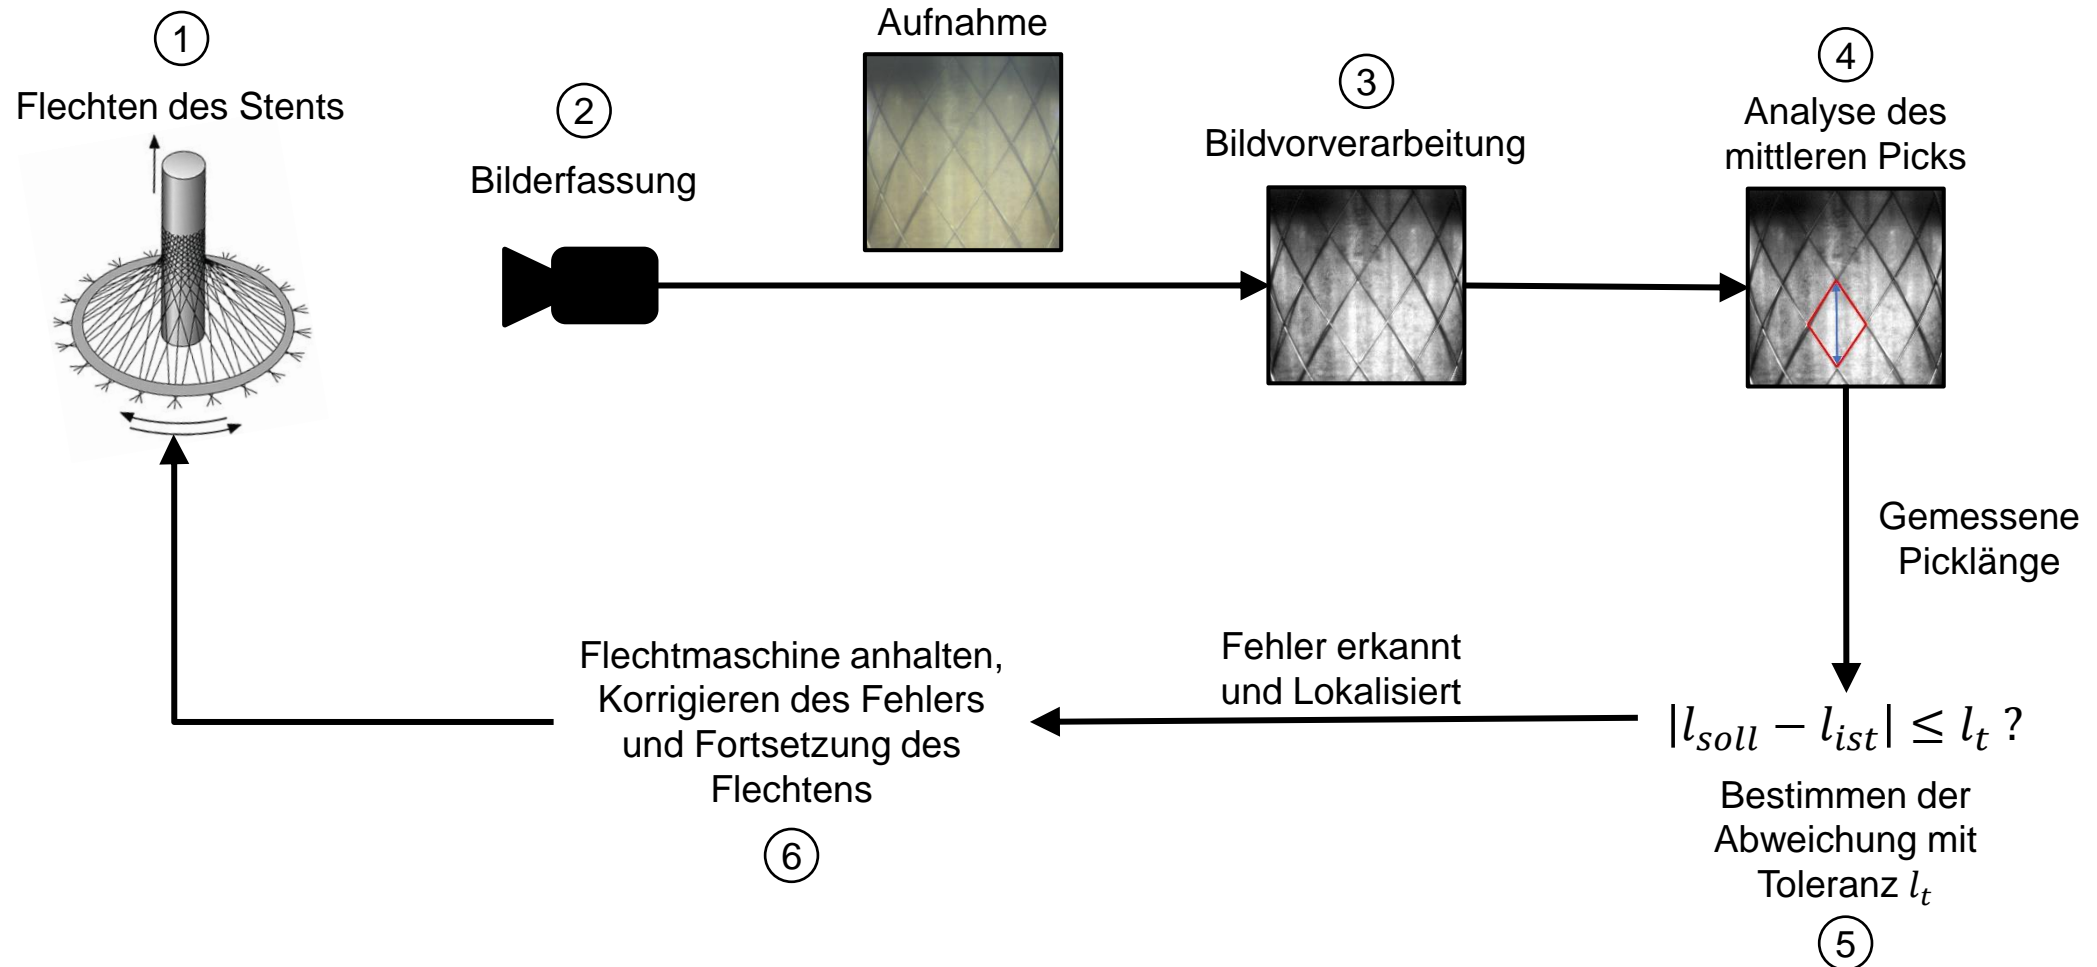 1
Flechten des Stents
2
Bilderfassung
Aufnahme
3
Bildvorverarbeitung
4
Analyse des
mittleren Picks
Gemessene
Picklänge
|l_soll − l_ist| ≤ l_t ?
Bestimmen der
Abweichung mit
Toleranz l_t
5
Fehler erkannt
und Lokalisiert
Flechtmaschine anhalten,
Korrigieren des Fehlers
und Fortsetzung des
Flechtens
6